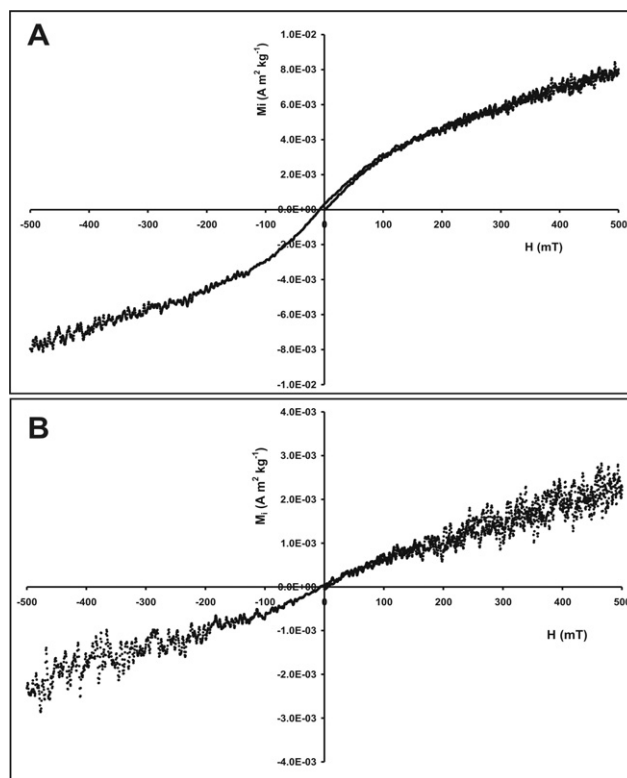 A
Mi (A m² kg⁻¹)
1.0E-02
8.0E-03
6.0E-03
4.0E-03
2.0E-03
0.0E+00
-500 -400 -300 -200 -100 0 100 200 300 400 500
-2.0E-03
H (mT)
-4.0E-03
-6.0E-03
-8.0E-03
-1.0E-02
B
Mᵢ (A m² kg⁻¹)
4.0E-03
3.0E-03
2.0E-03
1.0E-03
0.0E+00
-500 -400 -300 -200 -100 0 100 200 300 400 500
-1.0E-03
H (mT)
-2.0E-03
-3.0E-03
-4.0E-03